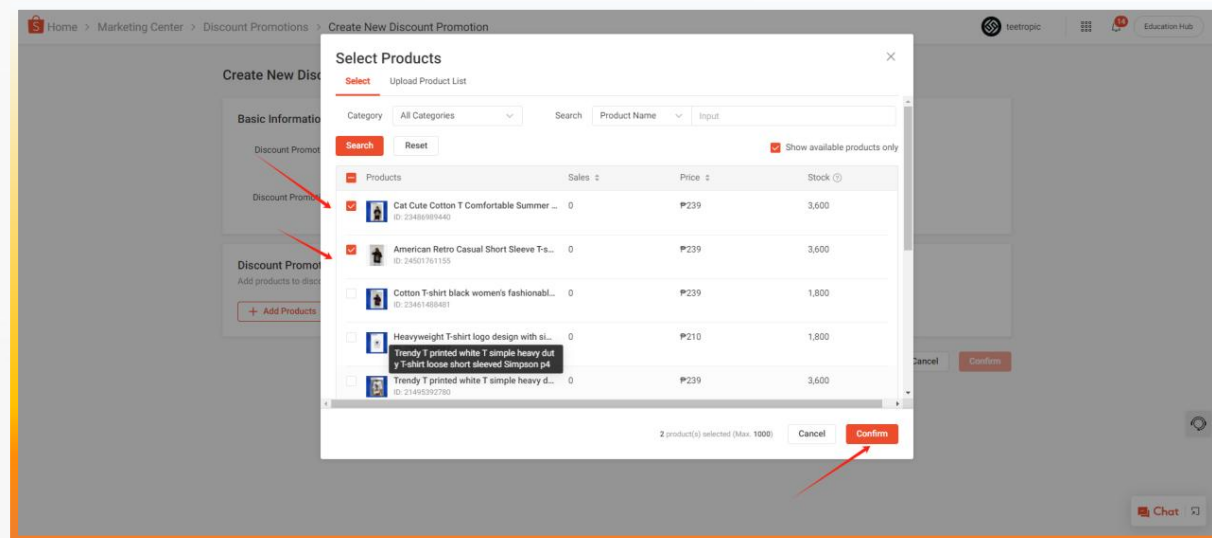 Home > Marketing Center > Discount Promotions > Create New Discount Promotion
teetropic
14
Education Hub
Create New Disc
Select Products
Select Upload Product List
Basic Informatio
Category All Categories Search Product Name Input
Discount Promot
Search Reset Show available products only
Products Sales Price Stock
Discount Promoti
Cat Cute Cotton T Comfortable Summer ... 0 ₱239 3,600
ID: 23486989440
American Retro Casual Short Sleeve T-s... 0 ₱239 3,600
ID: 24501761155
Discount Promot
Add products to disco
Cotton T-shirt black women's fashionabl... 0 ₱239 1,800
ID: 23461488481
+ Add Products
Heavyweight T-shirt logo design with si... 0 ₱210 1,800
Trendy T printed white T simple heavy dut
y T-shirt loose short sleeved Simpson p4
Trendy T printed white T simple heavy d... 0 ₱239 3,600
ID: 21495392780
Cancel Confirm
2 product(s) selected (Max. 1000) Cancel Confirm
Chat